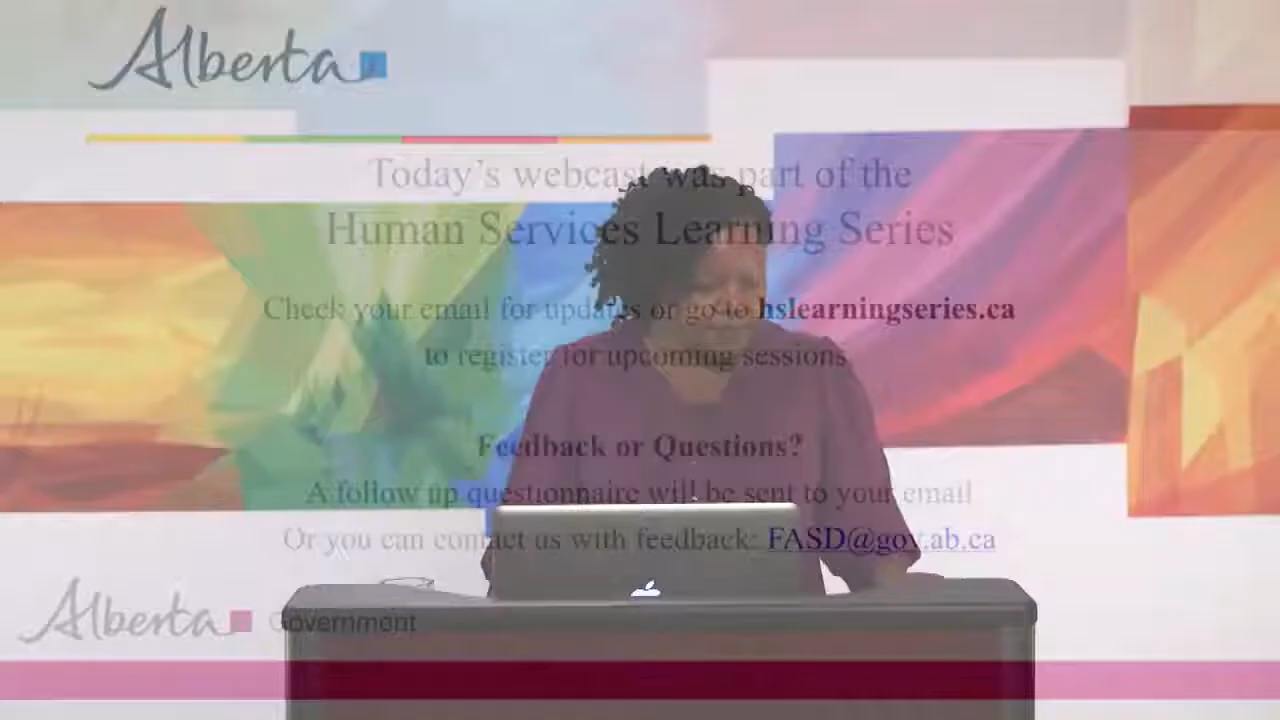 Alberta
Today's webcast was part of the
Human Services Learning Series
Check your email for updates or go to hslearningseries.ca
to register for upcoming sessions
Feedback or Questions?
A follow up questionnaire will be sent to your email
Or you can contact us with feedback: FASD@gov.ab.ca
Alberta Government